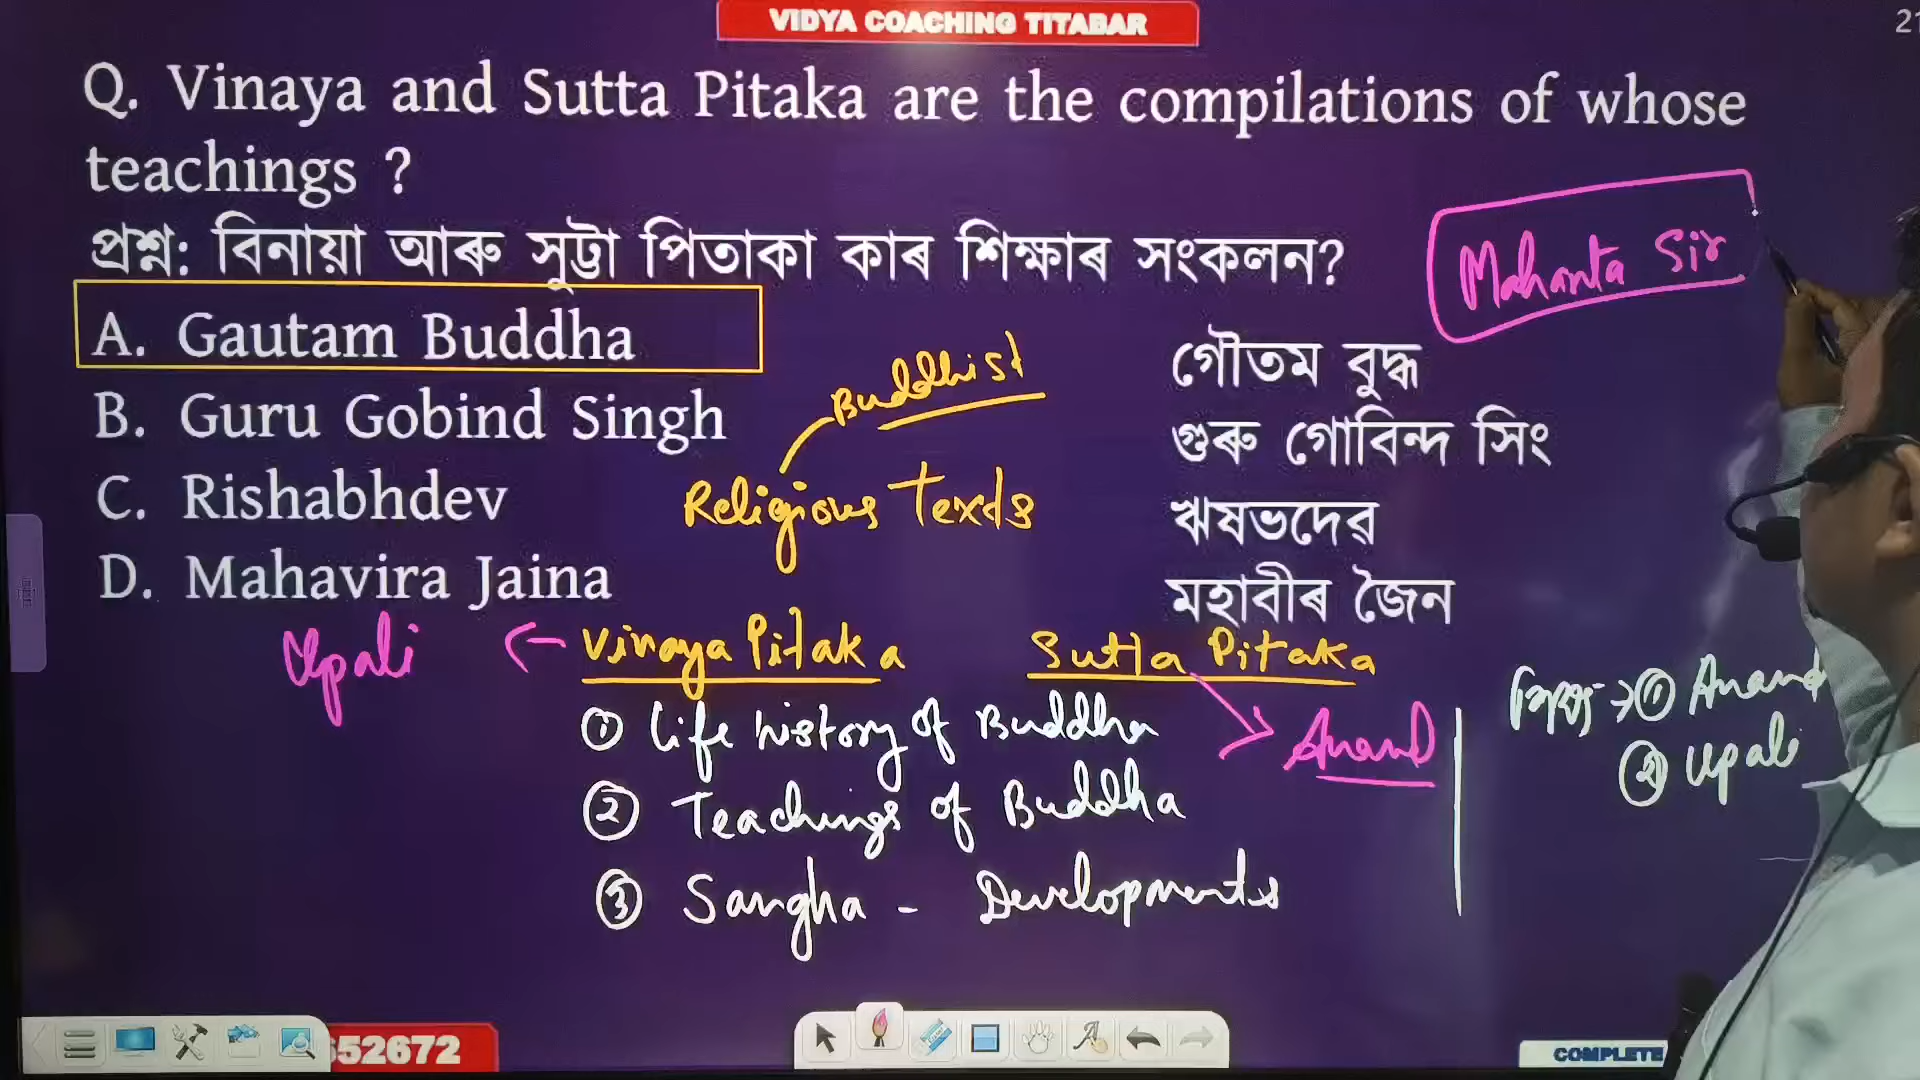 VIDYA COACHING TITABAR
21
Q. Vinaya and Sutta Pitaka are the compilations of whose
teachings ?
প্ৰশ্ন: বিনায়া আৰু সুট্টা পিতাকা কাৰ শিক্ষাৰ সংকলন?
Mahanta Sir
A. Gautam Buddha
গৌতম বুদ্ধ
B. Guru Gobind Singh
গুৰু গোবিন্দ সিং
C. Rishabhdev
ঋষভদেৱ
D. Mahavira Jaina
মহাবীৰ জৈন
Buddhist
Religious Texts
Upali ← Vinaya Pitaka
Sutta Pitaka
→ Anand
① Life history of Buddha
② Teachings of Buddha
③ Sangha - Developments
→ ① Anand
② Upali
652672
COMPLETE